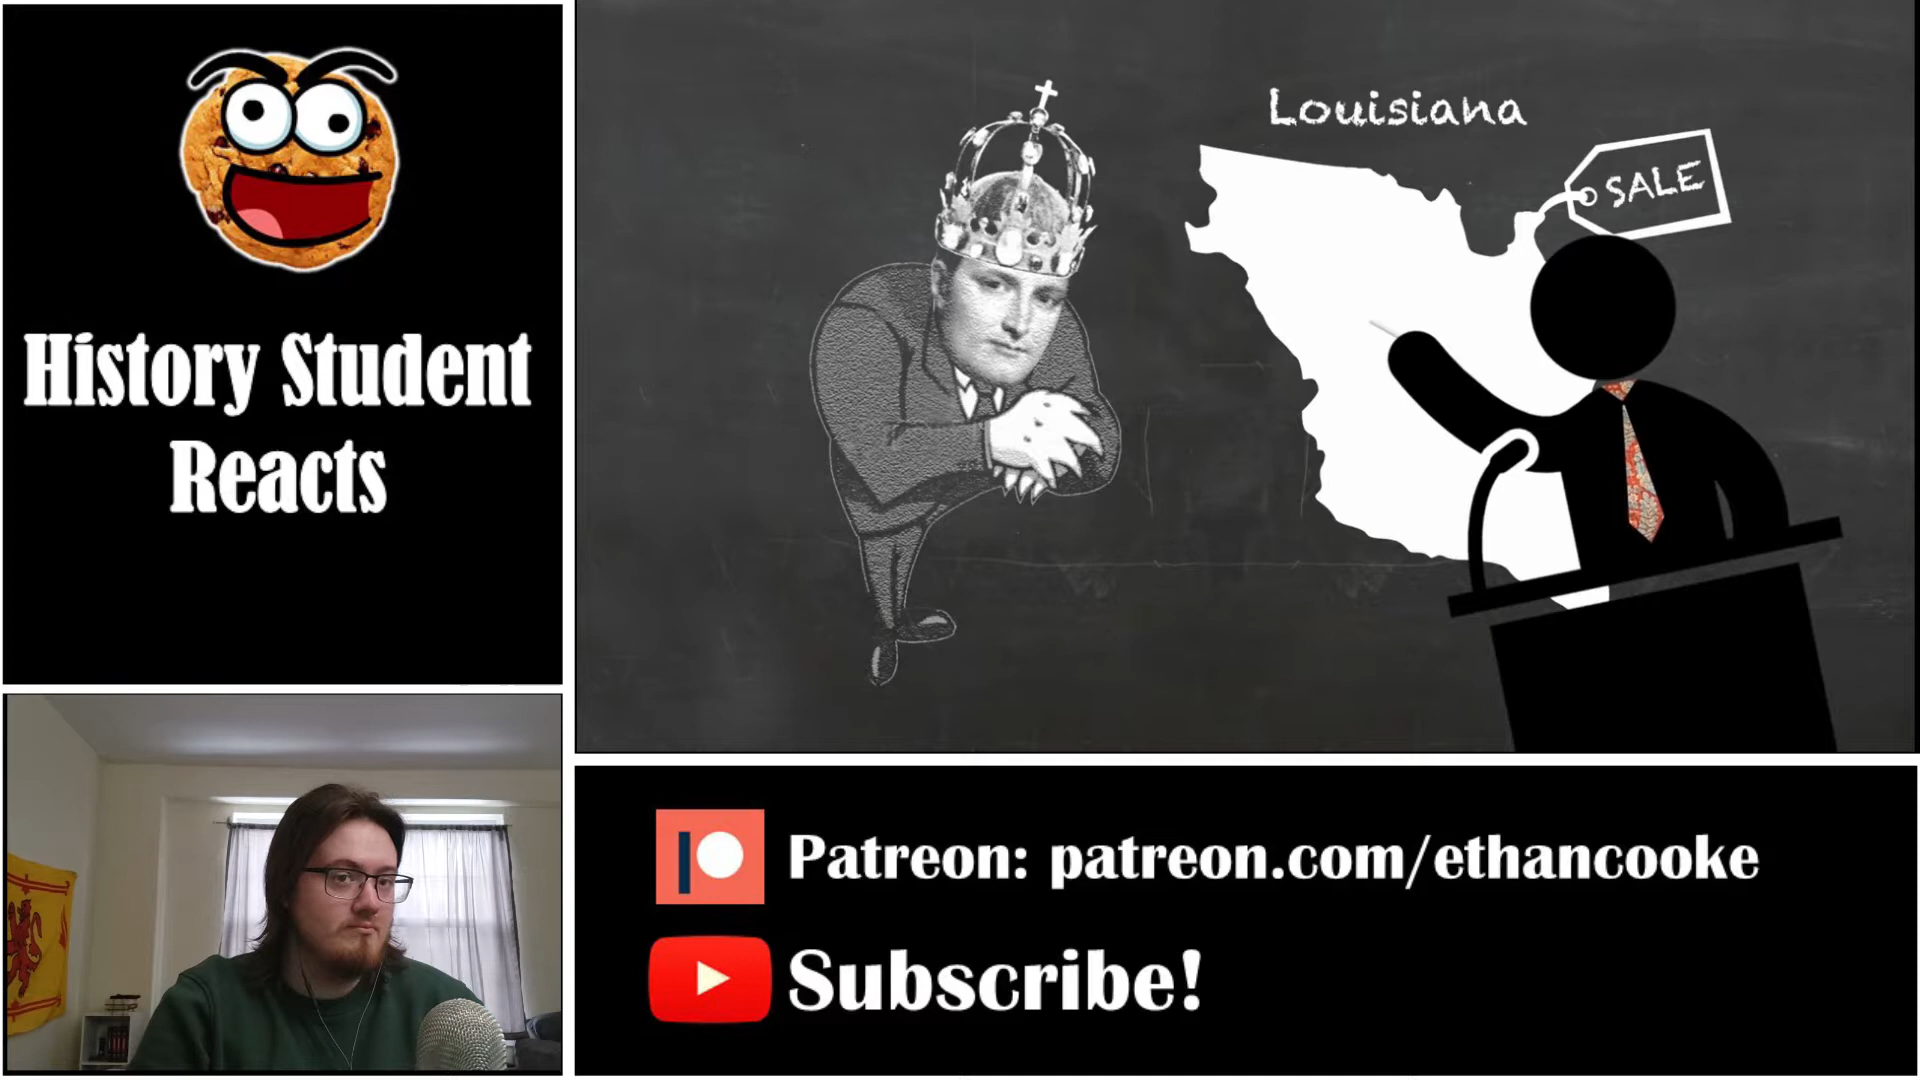 History Student
Reacts
Louisiana
SALE
Patreon: patreon.com/ethancooke
Subscribe!